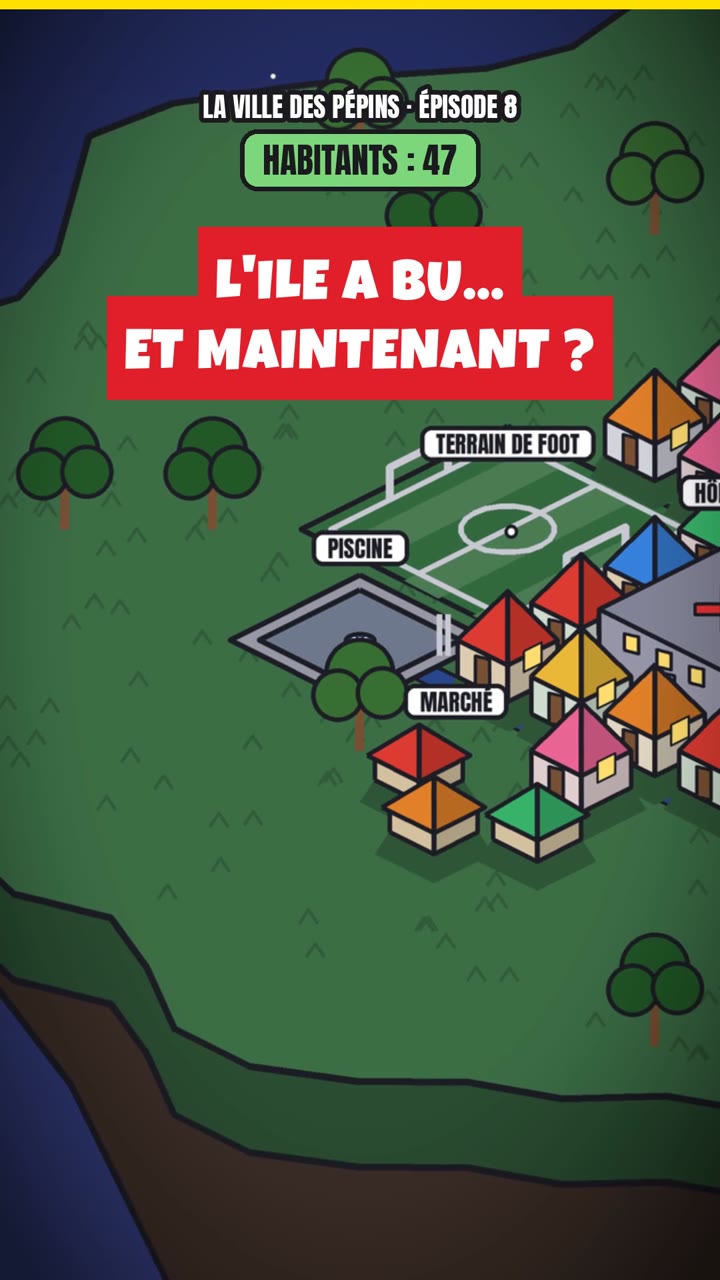 LA VILLE DES PÉPINS · ÉPISODE 8
HABITANTS : 47
L'ILE A BU...
ET MAINTENANT ?
TERRAIN DE FOOT
PISCINE
MARCHÉ